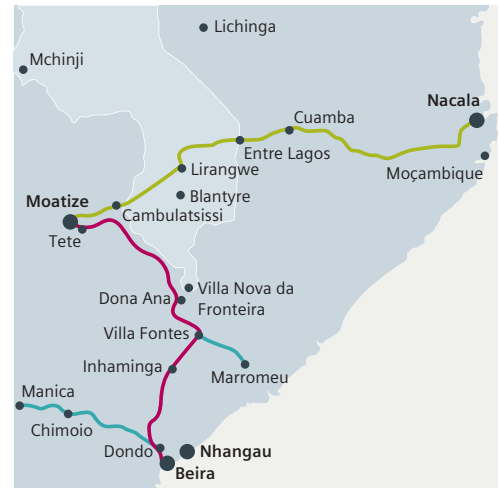 Lichinga
Mchinji
Nacala
Cuamba
Entre Lagos
Moçambique
Lirangwe
Blantyre
Moatize
Cambulatsissi
Tete
Villa Nova da
Fronteira
Dona Ana
Villa Fontes
Inhaminga
Marromeu
Manica
Chimoio
Dondo
Nhangau
Beira